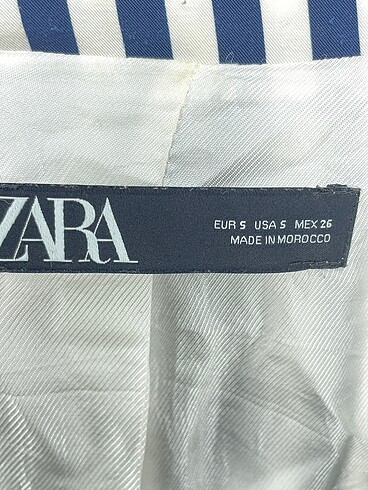 ZARA
EUR S USA S MEX 26
MADE IN MOROCCO